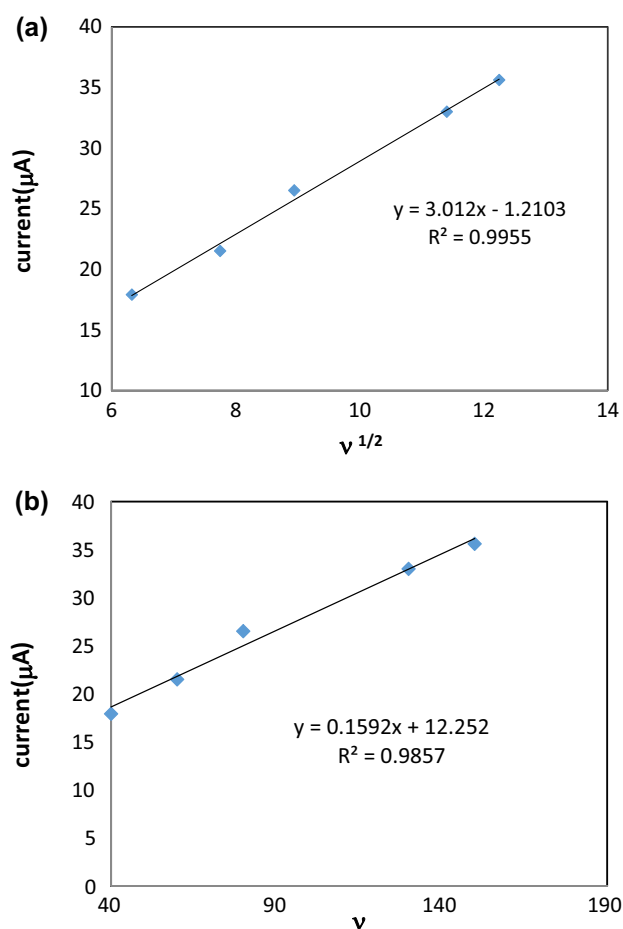 (a)
40
35
30
25
20
15
10
current(µA)
y = 3.012x - 1.2103
R² = 0.9955
6 8 10 12 14
ν 1/2
(b)
40
35
30
25
20
15
10
5
0
current(µA)
y = 0.1592x + 12.252
R² = 0.9857
40 90 140 190
ν